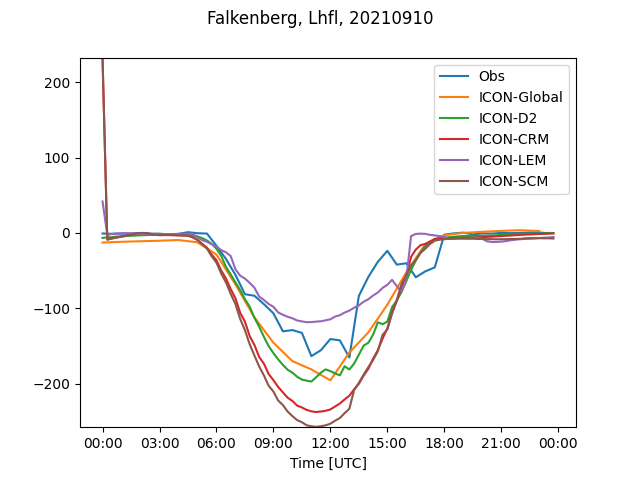 Falkenberg, Lhfl, 20210910
200
100
0
−100
−200
Obs
ICON-Global
ICON-D2
ICON-CRM
ICON-LEM
ICON-SCM
00:00 03:00 06:00 09:00 12:00 15:00 18:00 21:00 00:00
Time [UTC]